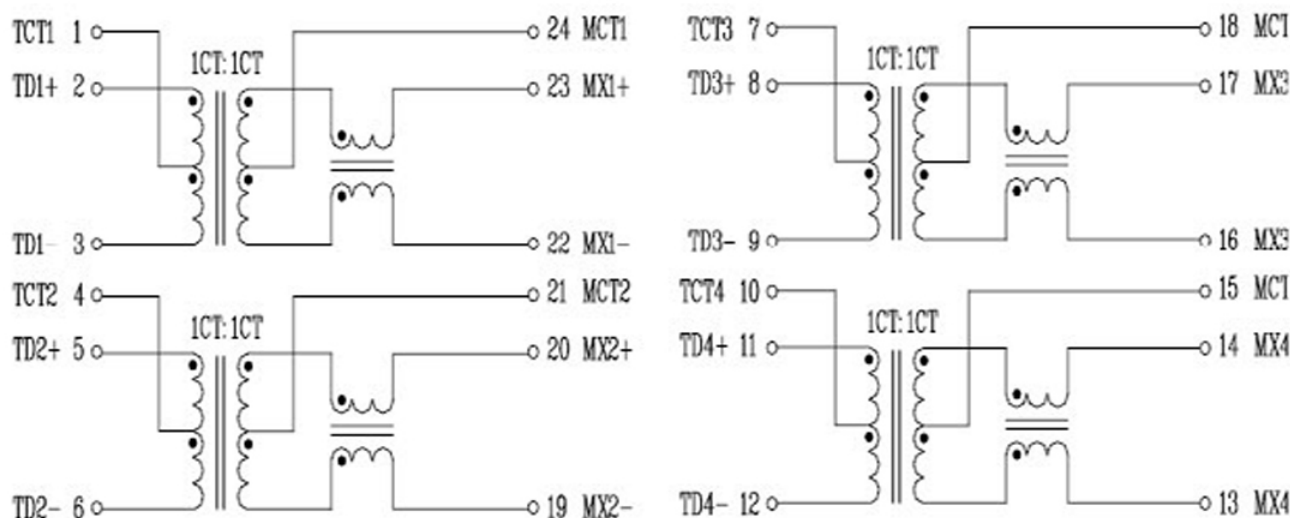 TCT1 1
24 MCT1
1CT:1CT
TD1+ 2
23 MX1+
TD1- 3
22 MX1-
TCT2 4
21 MCT2
1CT:1CT
TD2+ 5
20 MX2+
TD2- 6
19 MX2-
TCT3 7
18 MCT
1CT:1CT
TD3+ 8
17 MX3
TD3- 9
16 MX3
TCT4 10
15 MCT
1CT:1CT
TD4+ 11
14 MX4
TD4- 12
13 MX4